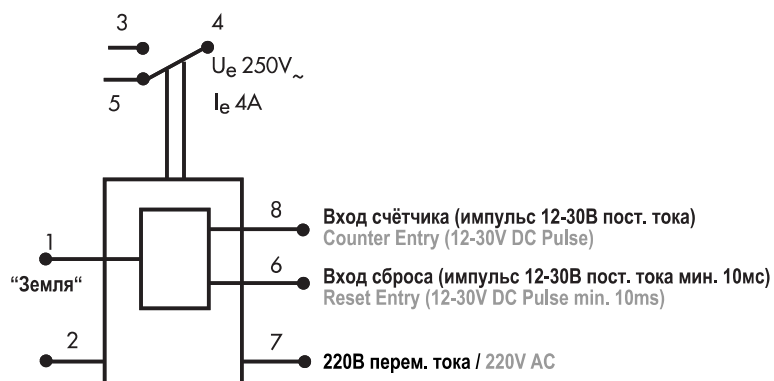 3 4
Ue 250V~
5 Ie 4A
8 Вход счётчика (импульс 12-30В пост. тока)
Counter Entry (12-30V DC Pulse)
1
"Земля"
6 Вход сброса (импульс 12-30В пост. тока мин. 10мс)
Reset Entry (12-30V DC Pulse min. 10ms)
2
7 220В перем. тока / 220V AC